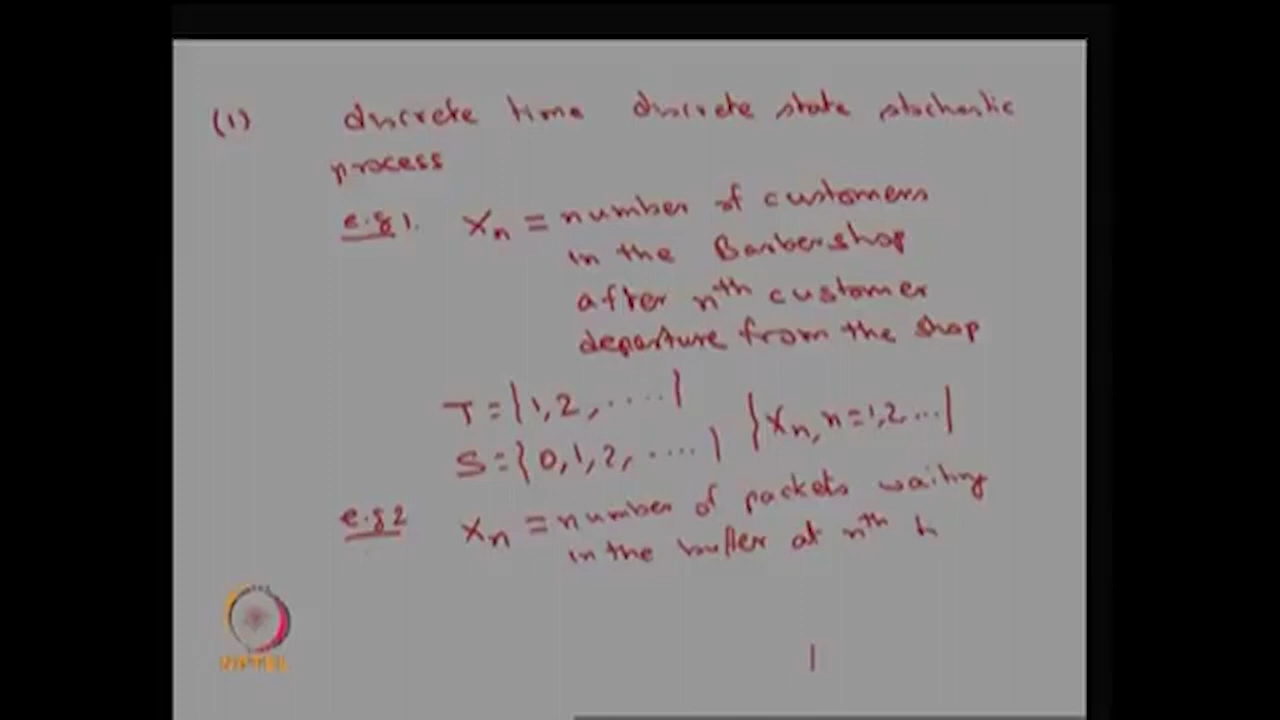 (1) discrete time discrete state stochastic
process
e.g 1. Xn = number of customers
in the Barbershop
after nth customer
departure from the shop
T = {1, 2, ....}
S = {0, 1, 2, ....} {Xn, n = 1, 2 ...}
e.g 2 Xn = number of packets waiting
in the buffer at nth t
NPTEL